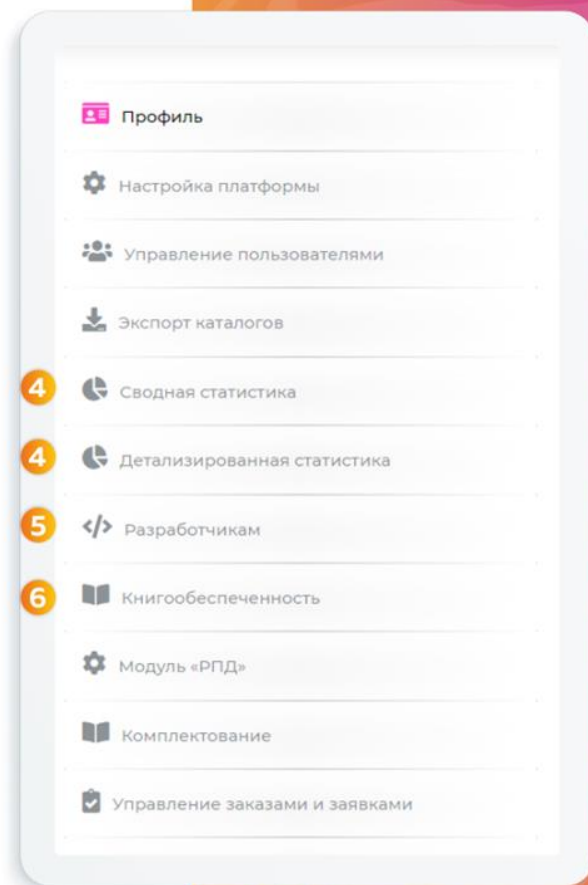 Профиль
Настройка платформы
Управление пользователями
Экспорт каталогов
4 Сводная статистика
4 Детализированная статистика
5 </> Разработчикам
6 Книгообеспеченность
Модуль «РПД»
Комплектование
Управление заказами и заявками